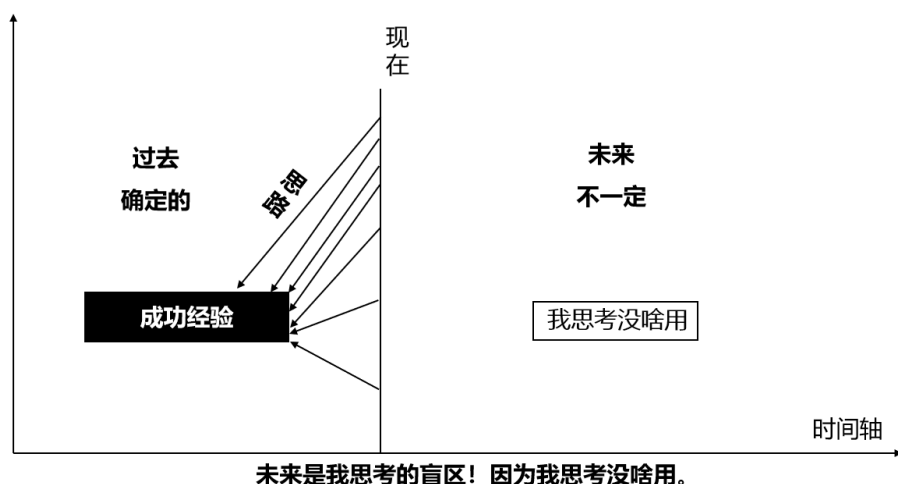 现在
过去
确定的
思路
未来
不一定
成功经验
我思考没啥用
时间轴
未来是我思考的盲区！因为我思考没啥用。